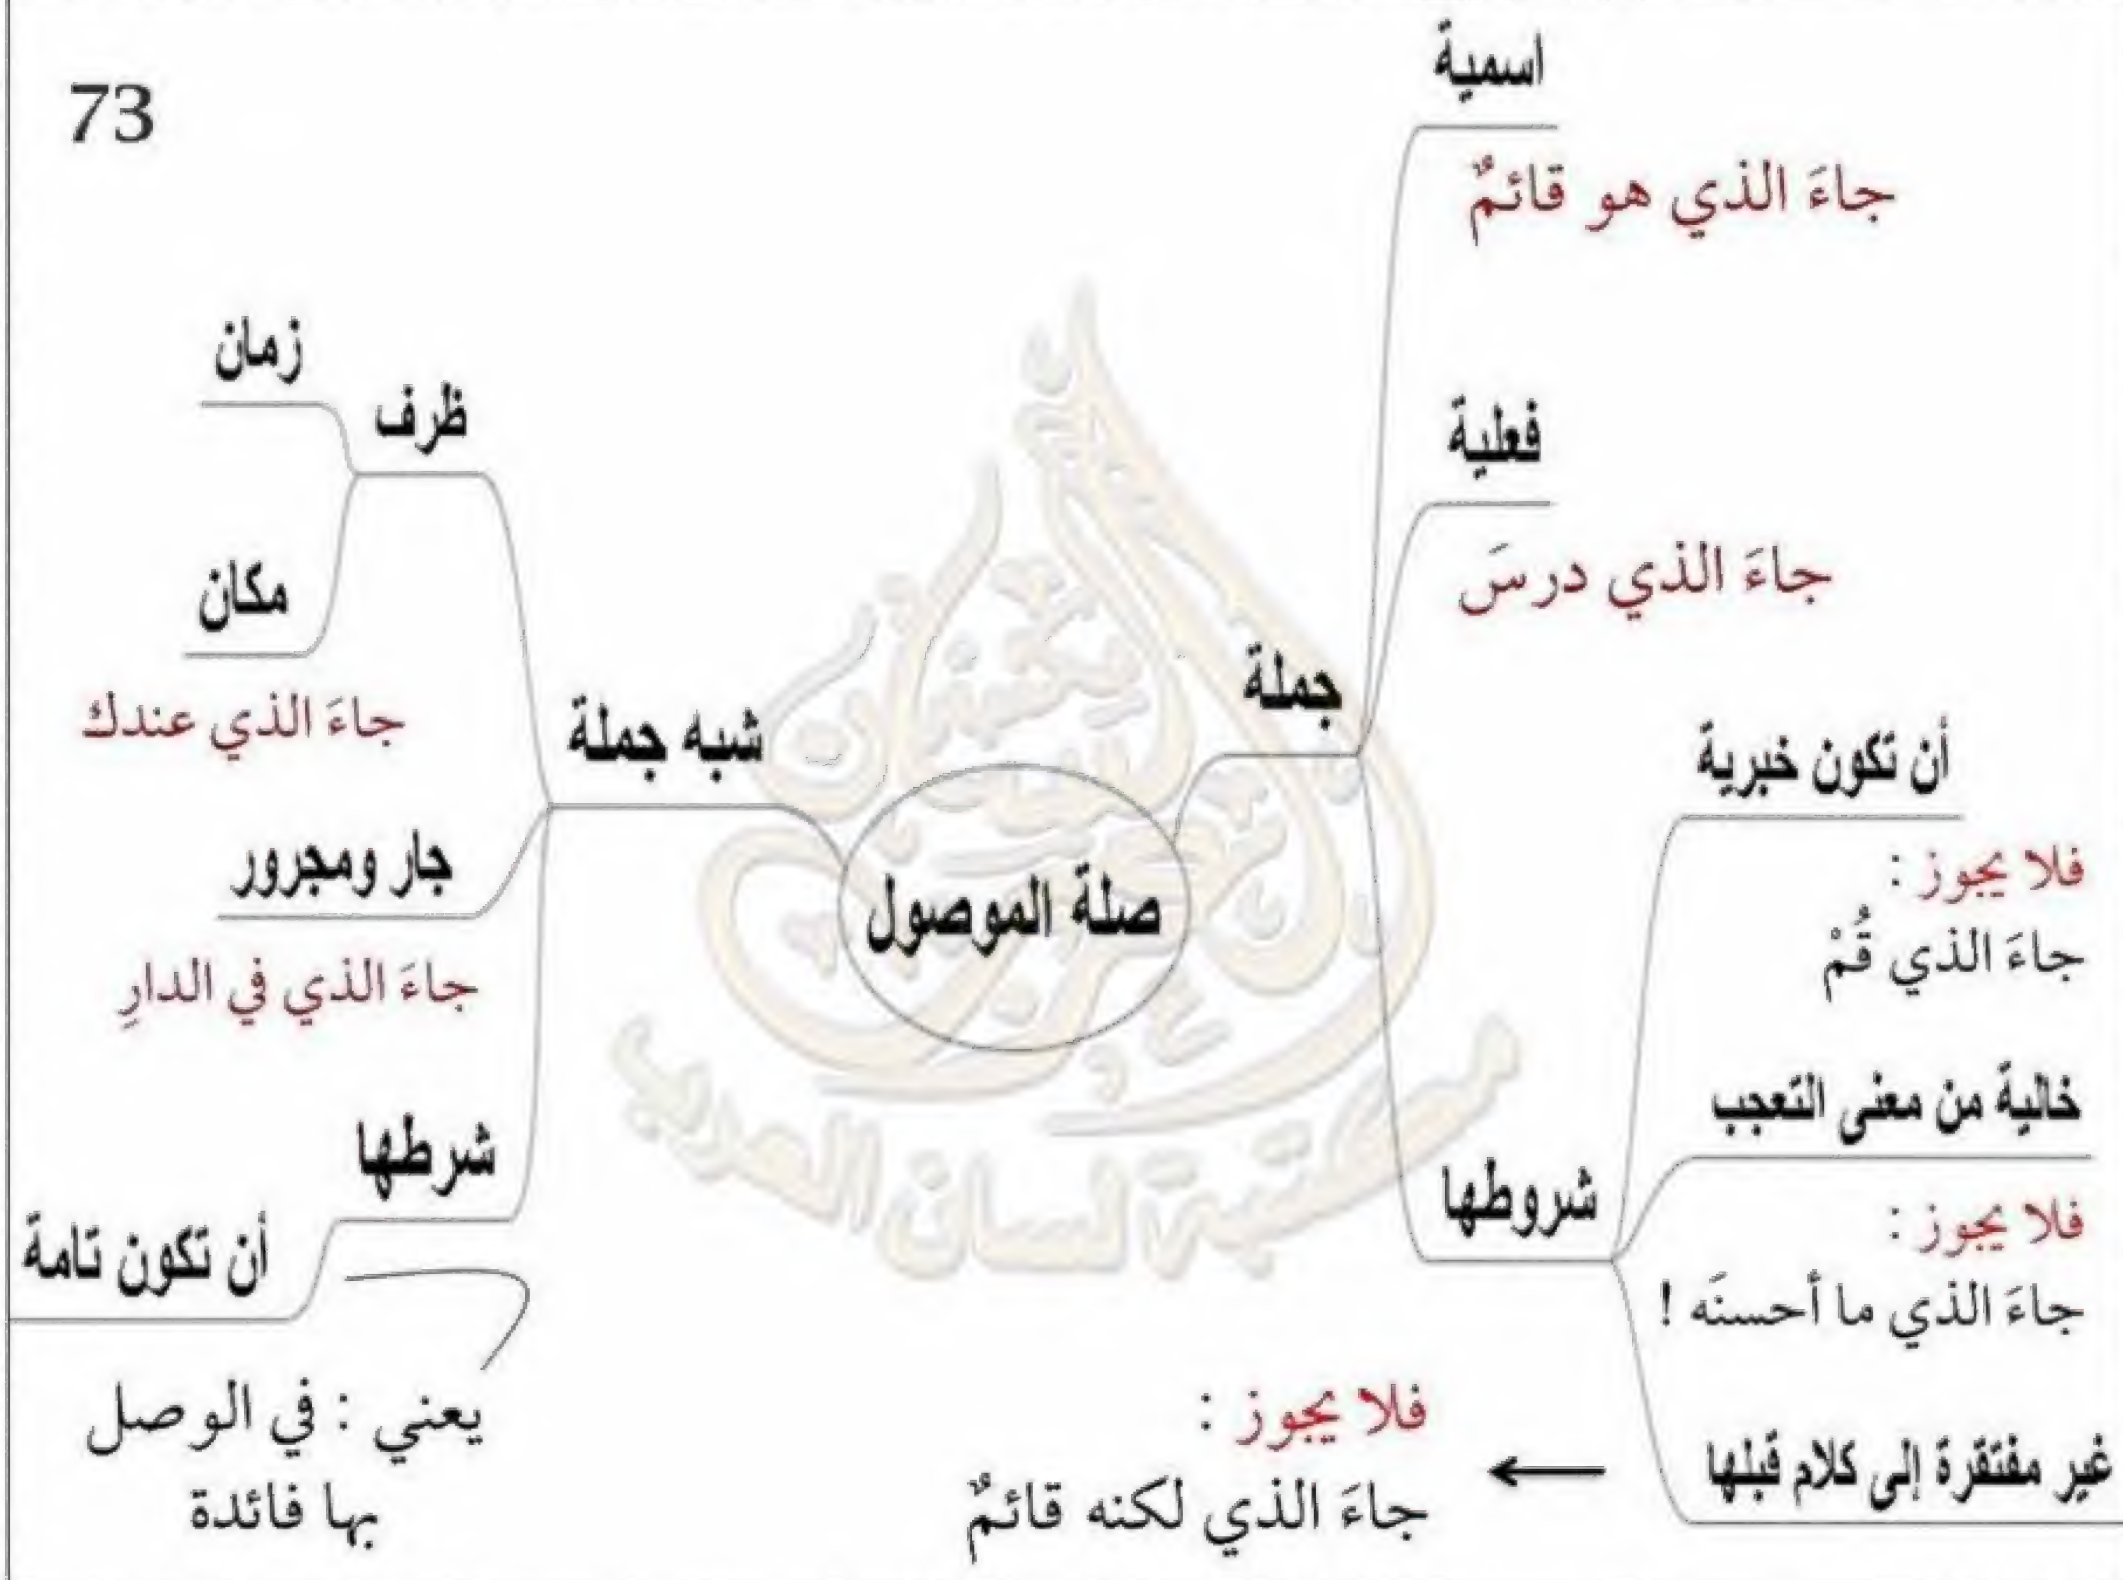 73
صلة الموصول
جملة
اسمية
جاءَ الذي هو قائمٌ
فعلية
جاءَ الذي درسَ
شروطها
أن تكون خبرية
فلا يجوز :
جاءَ الذي قُمْ
خالية من معنى التعجب
فلا يجوز :
جاءَ الذي ما أحسنَه !
غير مفتقرة إلى كلام قبلها
فلا يجوز :
جاءَ الذي لكنه قائمٌ
شبه جملة
ظرف
زمان
مكان
جاءَ الذي عندك
جار ومجرور
جاءَ الذي في الدارِ
شرطها
أن تكون تامة
يعني : في الوصل
بها فائدة
مكتبة لسان العرب